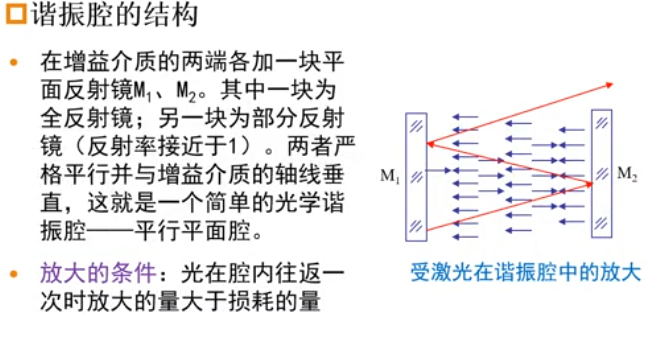 谐振腔的结构
在增益介质的两端各加一块平
面反射镜M₁、M₂。其中一块为
全反射镜；另一块为部分反射
镜（反射率接近于1）。两者严
格平行并与增益介质的轴线垂
直，这就是一个简单的光学谐
振腔——平行平面腔。
放大的条件：光在腔内往返一
次时放大的量大于损耗的量
M₁
M₂
受激光在谐振腔中的放大